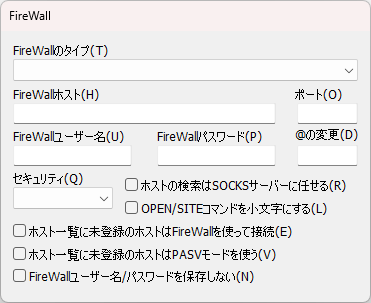 FireWall
FireWallのタイプ(T)
FireWallホスト(H) ポート(O)
FireWallユーザー名(U) FireWallパスワード(P) @の変更(D)
セキュリティ(Q)
ホストの検索はSOCKSサーバーに任せる(R)
OPEN/SITEコマンドを小文字にする(L)
ホスト一覧に未登録のホストはFireWallを使って接続(E)
ホスト一覧に未登録のホストはPASVモードを使う(V)
FireWallユーザー名/パスワードを保存しない(N)